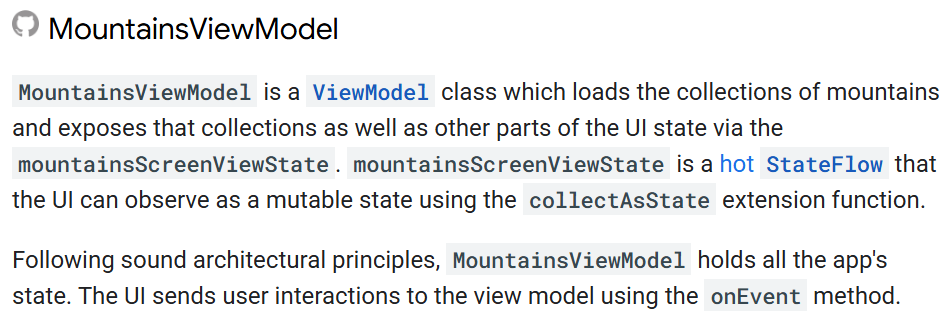 MountainsViewModel
MountainsViewModel is a ViewModel class which loads the collections of mountains
and exposes that collections as well as other parts of the UI state via the
mountainsScreenViewState. mountainsScreenViewState is a hot StateFlow that
the UI can observe as a mutable state using the collectAsState extension function.
Following sound architectural principles, MountainsViewModel holds all the app's
state. The UI sends user interactions to the view model using the onEvent method.